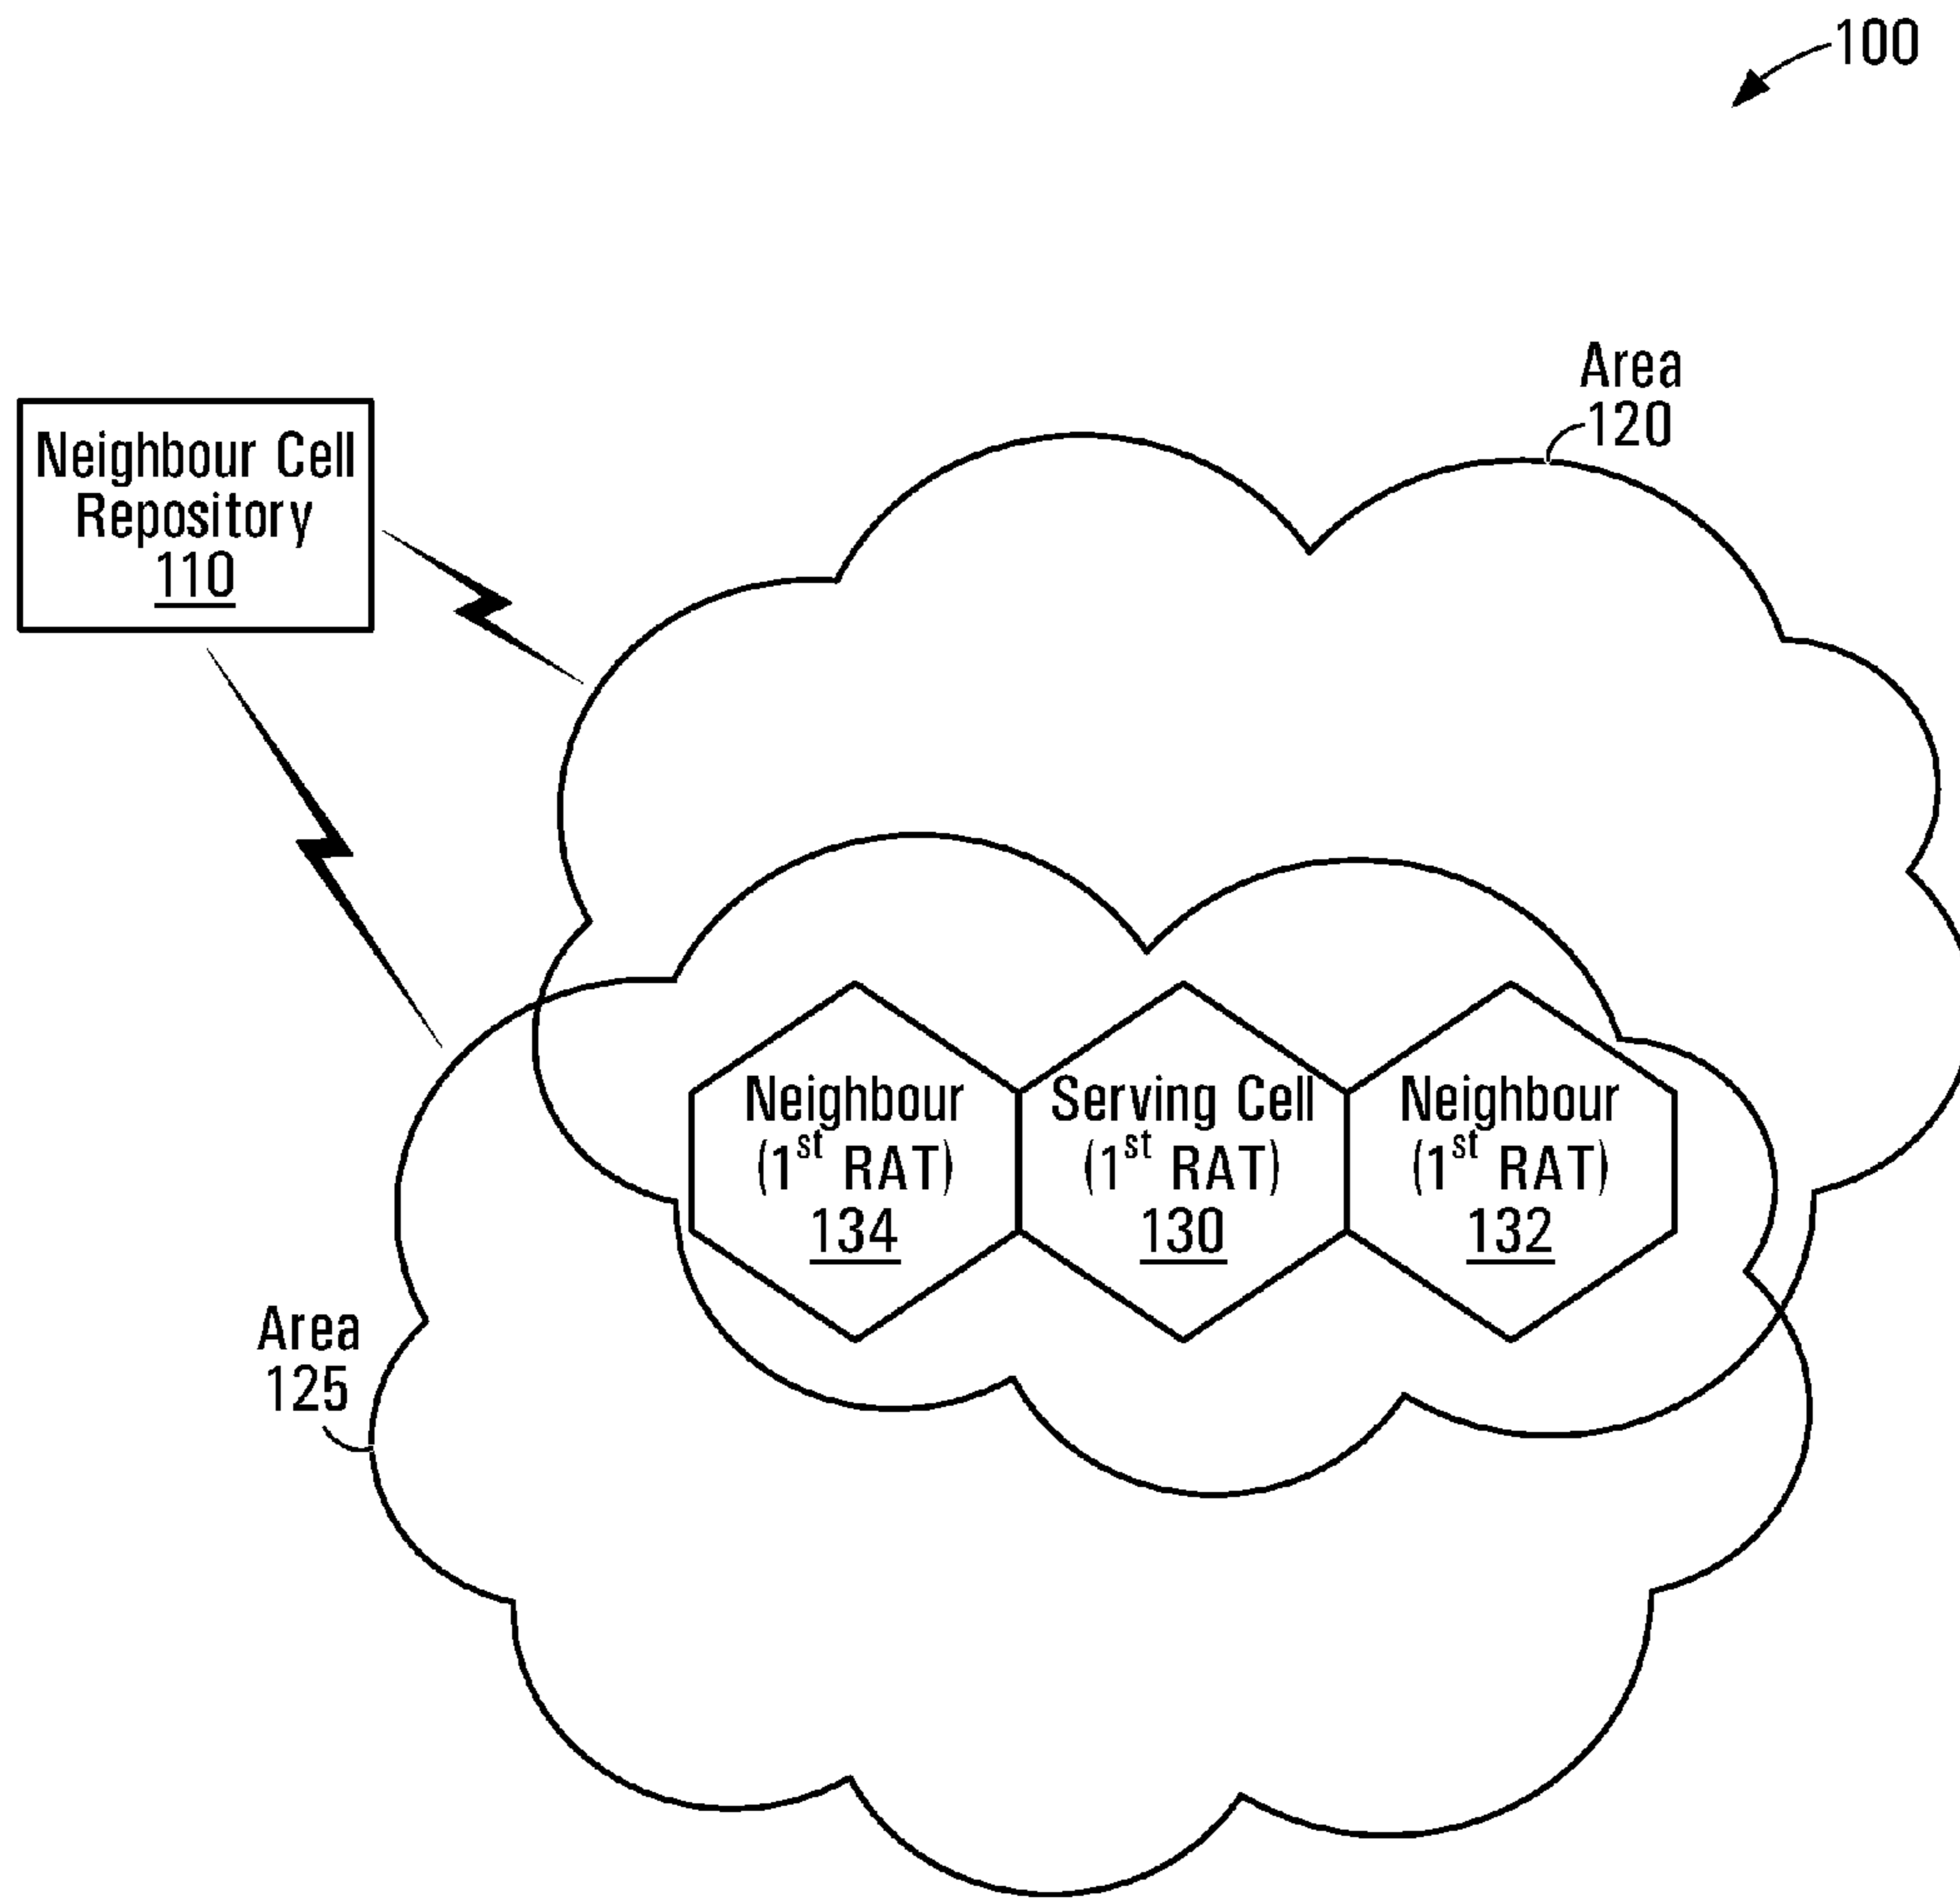 100
Area
120
Neighbour Cell
Repository
110
Neighbour
(1st RAT)
134
Serving Cell
(1st RAT)
130
Neighbour
(1st RAT)
132
Area
125